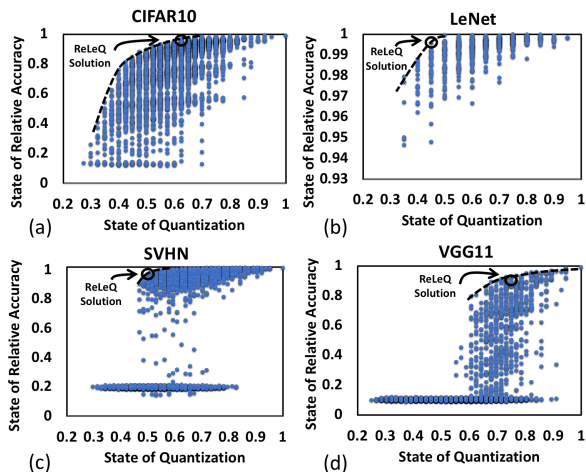 CIFAR10
ReLeQ
Solution
State of Relative Accuracy
1
0.8
0.6
0.4
0.2
0
0.2 0.3 0.4 0.5 0.6 0.7 0.8 0.9 1
State of Quantization
(a)
LeNet
ReLeQ
Solution
State of Relative Accuracy
1
0.99
0.98
0.97
0.96
0.95
0.94
0.93
0.2 0.3 0.4 0.5 0.6 0.7 0.8 0.9 1
State of Quantization
(b)
SVHN
ReLeQ
Solution
State of Relative Accuracy
1
0.8
0.6
0.4
0.2
0
0.2 0.3 0.4 0.5 0.6 0.7 0.8 0.9 1
State of Quantization
(c)
VGG11
ReLeQ
Solution
State of Relative Accuracy
1
0.8
0.6
0.4
0.2
0
0.2 0.3 0.4 0.5 0.6 0.7 0.8 0.9 1
State of Quantization
(d)